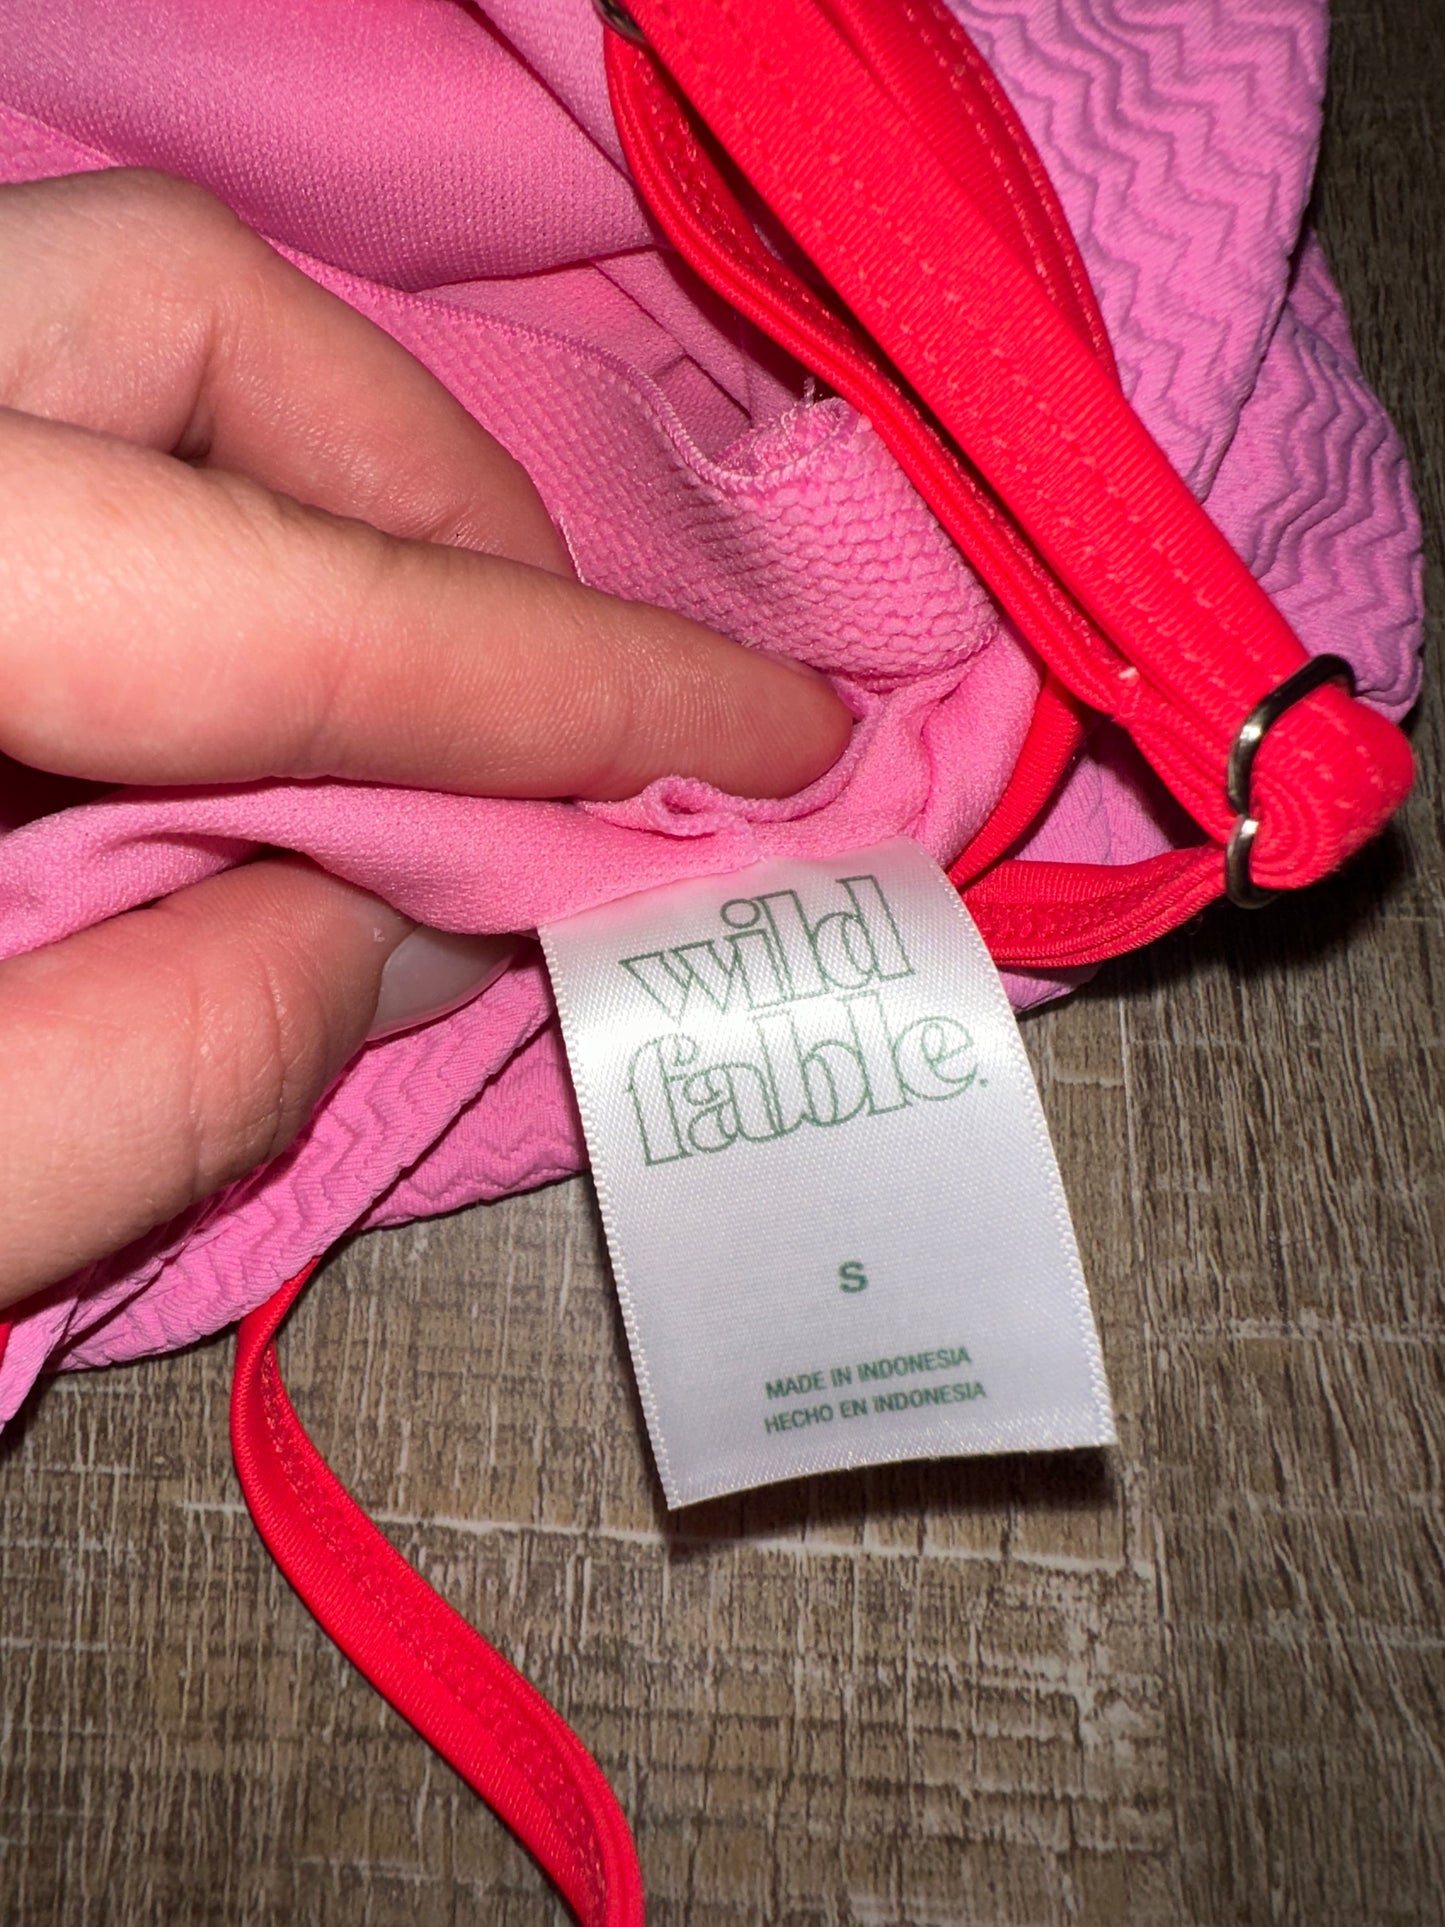 wild
fable.
S
MADE IN INDONESIA
HECHO EN INDONESIA